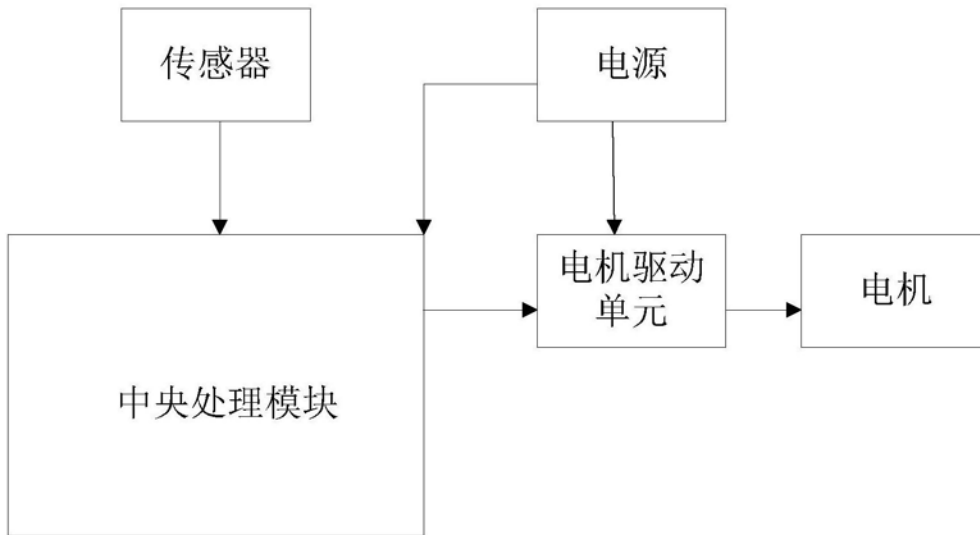 传感器
电源
电机驱动
单元
电机
中央处理模块